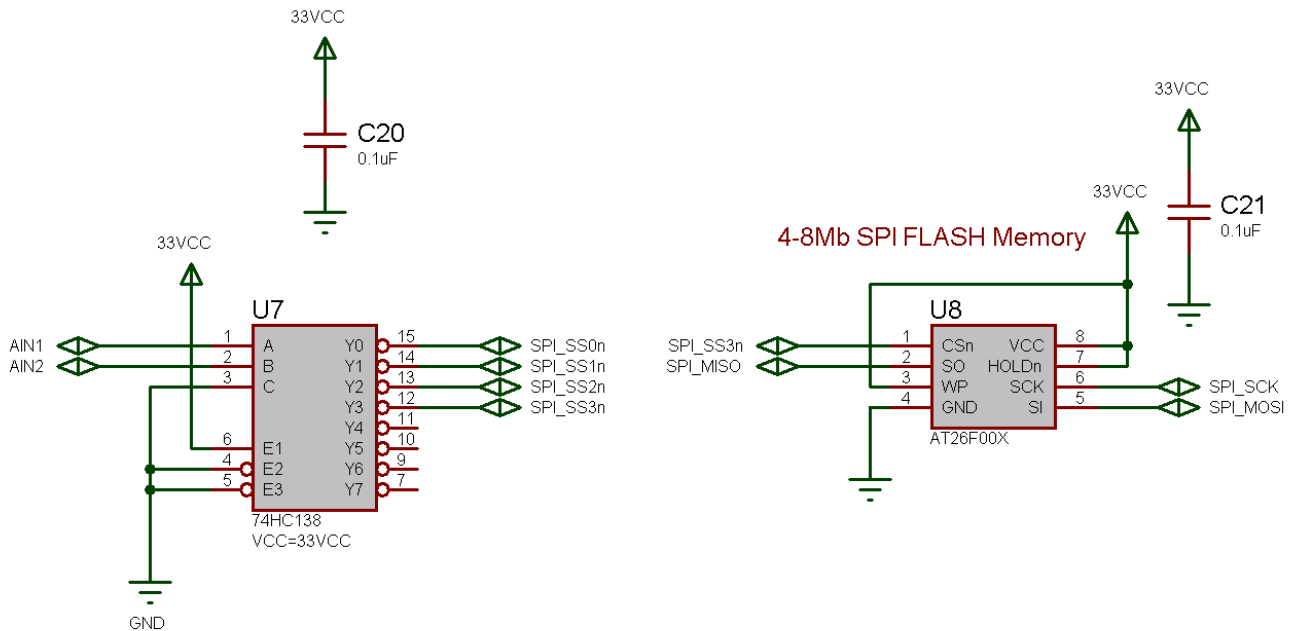 33VCC
C20
0.1uF
33VCC
U7
AIN1 1 A Y0 15 SPI_SS0n
AIN2 2 B Y1 14 SPI_SS1n
3 C Y2 13 SPI_SS2n
Y3 12 SPI_SS3n
Y4 11
6 E1 Y5 10
4 E2 Y6 9
5 E3 Y7 7
74HC138
VCC=33VCC
GND
33VCC
C21
0.1uF
33VCC
4-8Mb SPI FLASH Memory
U8
SPI_SS3n 1 CSn VCC 8
SPI_MISO 2 SO HOLDn 7
3 WP SCK 6 SPI_SCK
4 GND SI 5 SPI_MOSI
AT26F00X